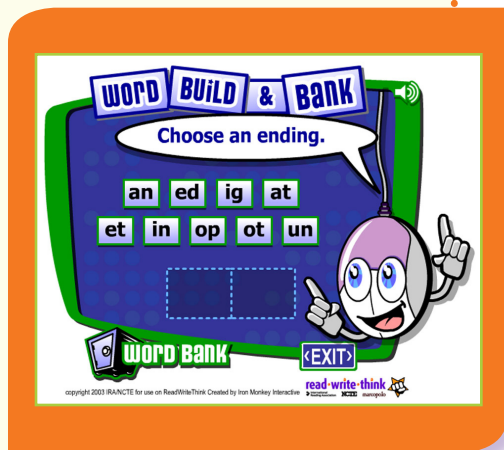 WORD BUILD & BANK
Choose an ending.
an ed ig at
et in op ot un
WORD BANK
‹EXIT›
read·write·think
copyright 2003 IRA/NCTE for use on ReadWriteThink Created by Iron Monkey Interactive
NCTE marcopolo